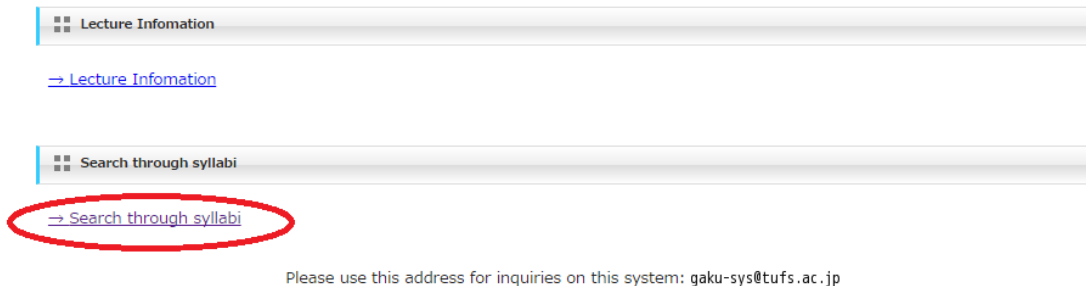 Lecture Infomation
→ Lecture Infomation
Search through syllabi
→ Search through syllabi
Please use this address for inquiries on this system: gaku-sys@tufs.ac.jp